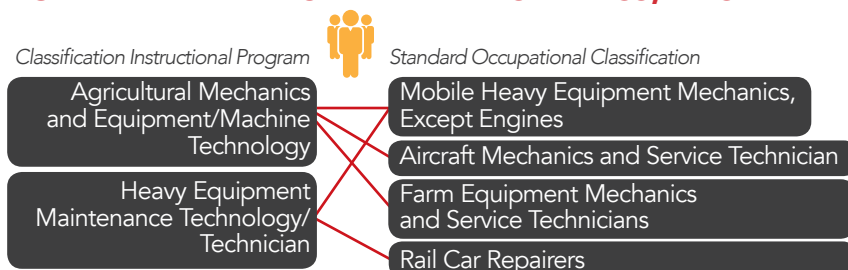 Classification Instructional Program
Standard Occupational Classification
Agricultural Mechanics
and Equipment/Machine
Technology
Heavy Equipment
Maintenance Technology/
Technician
Mobile Heavy Equipment Mechanics,
Except Engines
Aircraft Mechanics and Service Technician
Farm Equipment Mechanics
and Service Technicians
Rail Car Repairers